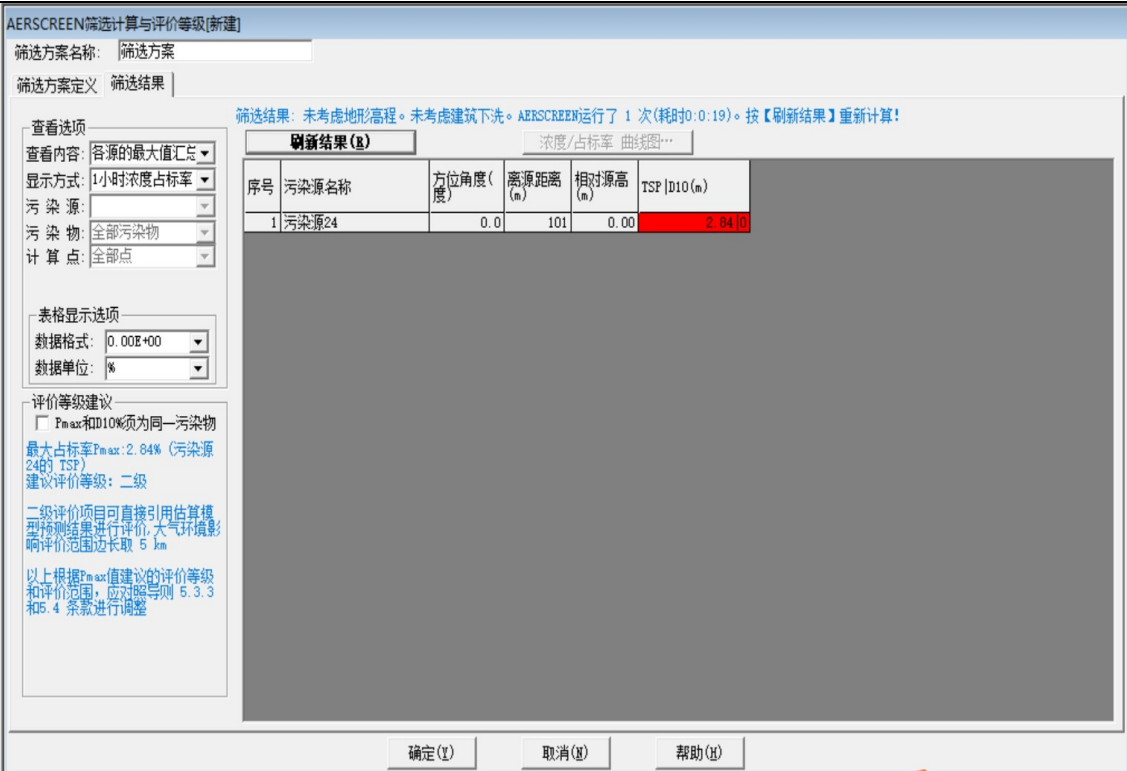 AERSCREEN筛选计算与评价等级[新建]
筛选方案名称: 筛选方案
筛选方案定义 筛选结果
筛选结果: 未考虑地形高程。未考虑建筑下洗。AERSCREEN运行了 1 次(耗时0:0:19)。按【刷新结果】重新计算!
刷新结果(R) 浓度/占标率 曲线图…
查看选项
查看内容: 各源的最大值汇总
显示方式: 1小时浓度占标率
污 染 源:
污 染 物: 全部污染物
计 算 点: 全部点
表格显示选项
数据格式: 0.00E+00
数据单位: %
评价等级建议
Pmax和D10%须为同一污染物
最大占标率Pmax:2.84% (污染源
24的 TSP)
建议评价等级: 二级
二级评价项目可直接引用估算模
型预测结果进行评价,大气环境影
响评价范围边长取 5 km
以上根据Pmax值建议的评价等级
和评价范围, 应对照导则 5.3.3
和5.4 条款进行调整
序号 污染源名称 方位角度(度) 离源距离(m) 相对源高(m) TSP|D10(m)
1 污染源24 0.0 101 0.00 2.84|0
确定(Y) 取消(N) 帮助(H)